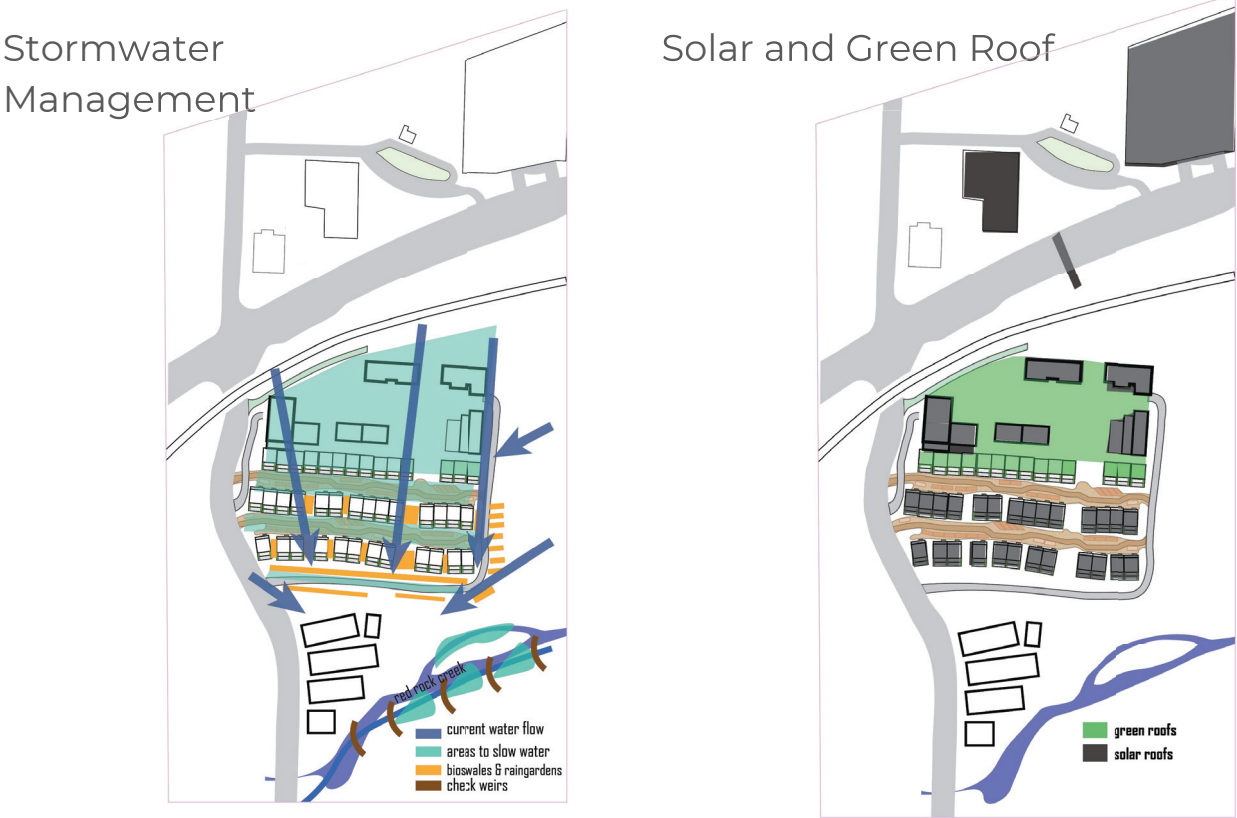 Stormwater
Management
Solar and Green Roof
red rock creek
current water flow
areas to slow water
bioswales & raingardens
check weirs
green roofs
solar roofs